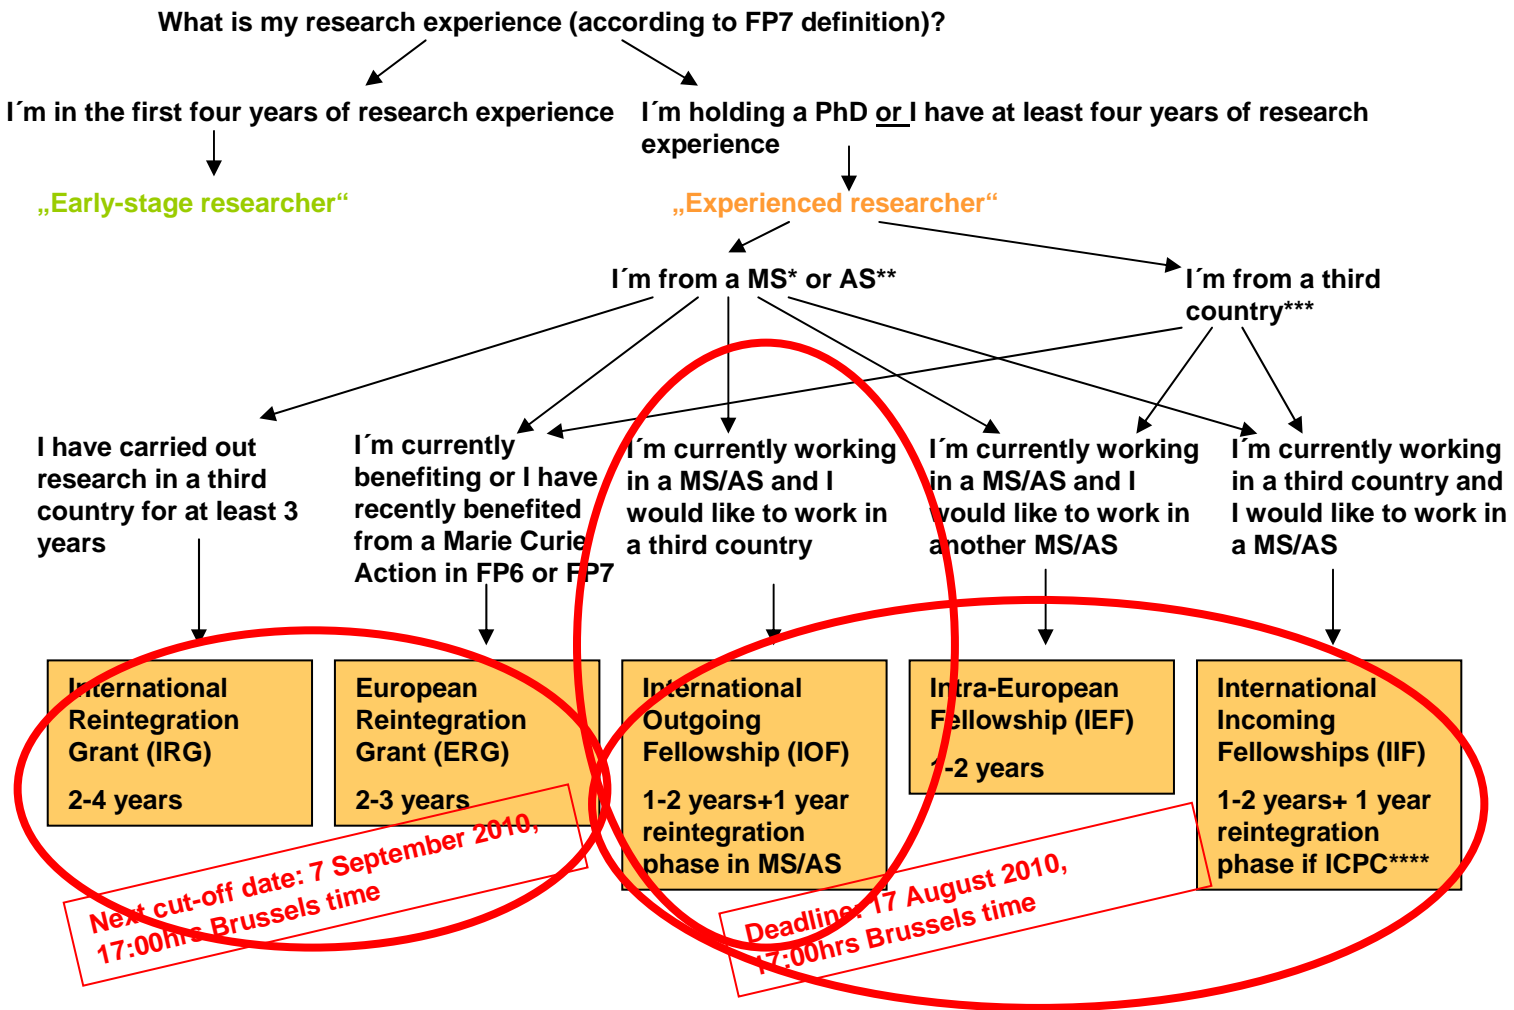 What is my research experience (according to FP7 definition)?
I´m in the first four years of research experience
I´m holding a PhD or I have at least four years of research
experience
„Early-stage researcher“
„Experienced researcher“
I´m from a MS* or AS**
I´m from a third
country***
I have carried out
research in a third
country for at least 3
years
I´m currently
benefiting or I have
recently benefited
from a Marie Curie
Action in FP6 or FP7
I´m currently working
in a MS/AS and I
would like to work in
a third country
I´m currently working
in a MS/AS and I
would like to work in
another MS/AS
I´m currently working
in a third country and
I would like to work in
a MS/AS
International
Reintegration
Grant (IRG)
2-4 years
European
Reintegration
Grant (ERG)
2-3 years
International
Outgoing
Fellowship (IOF)
1-2 years+1 year
reintegration
phase in MS/AS
Intra-European
Fellowship (IEF)
1-2 years
International
Incoming
Fellowships (IIF)
1-2 years+ 1 year
reintegration
phase if ICPC****
Next cut-off date: 7 September 2010,
17:00hrs Brussels time
Deadline: 17 August 2010,
17:00hrs Brussels time